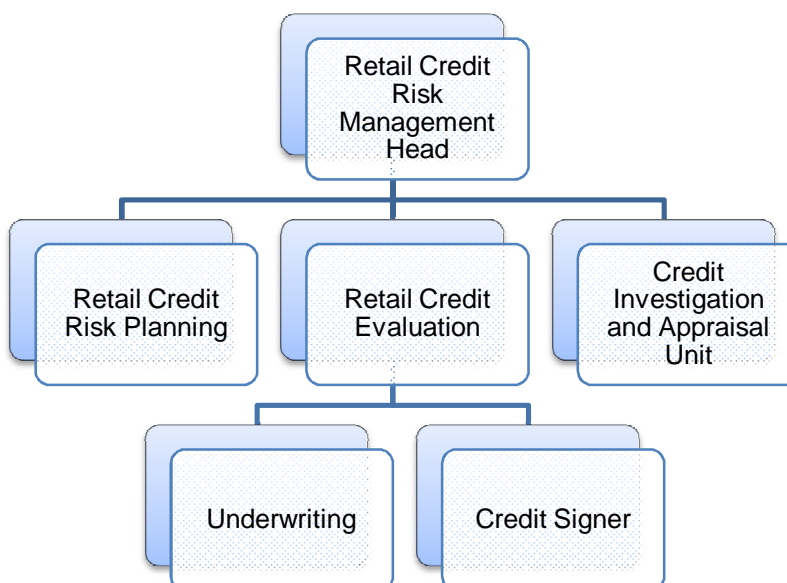 Retail Credit
Risk
Management
Head
Retail Credit
Risk Planning
Retail Credit
Evaluation
Credit
Investigation
and Appraisal
Unit
Underwriting
Credit Signer